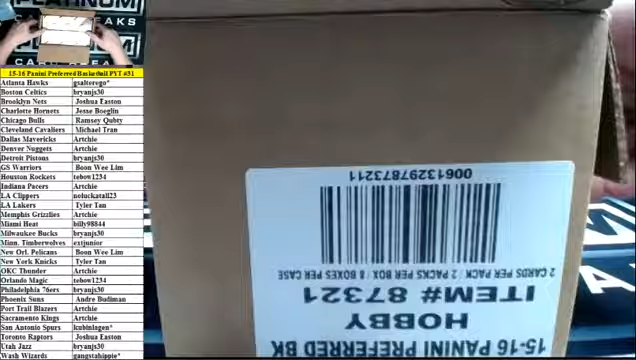 PLATINUM
CARD BREAKS
15-16 Panini Preferred Basketball PYT #31
Atlanta Hawks gsalterego*
Boston Celtics bryanjs30
Brooklyn Nets Joshua Easton
Charlotte Hornets Jesse Boeglin
Chicago Bulls Ramsey Qubty
Cleveland Cavaliers Michael Tran
Dallas Mavericks Artchie
Denver Nuggets Artchie
Detroit Pistons bryanjs30
GS Warriors Boon Wee Lim
Houston Rockets tebow1234
Indiana Pacers Artchie
LA Clippers noluckatall23
LA Lakers Tyler Tan
Memphis Grizzlies Artchie
Miami Heat billy98844
Milwaukee Bucks bryanjs30
Minn. Timberwolves extjunior
New Orl. Pelicans Boon Wee Lim
New York Knicks Tyler Tan
OKC Thunder Artchie
Orlando Magic tebow1234
Philadelphia 76ers bryanjs30
Phoenix Suns Andre Budiman
Port Trail Blazers Artchie
Sacramento Kings Artchie
San Antonio Spurs kubinlagen*
Toronto Raptors Joshua Easton
Utah Jazz bryanjs30
Wash Wizards gangstahippie*
15-16 PANINI PREFERRED BK
HOBBY
ITEM# 87321
2 CARDS PER PACK / 2 PACKS PER BOX / 8 BOXES PER CASE
00613297873211